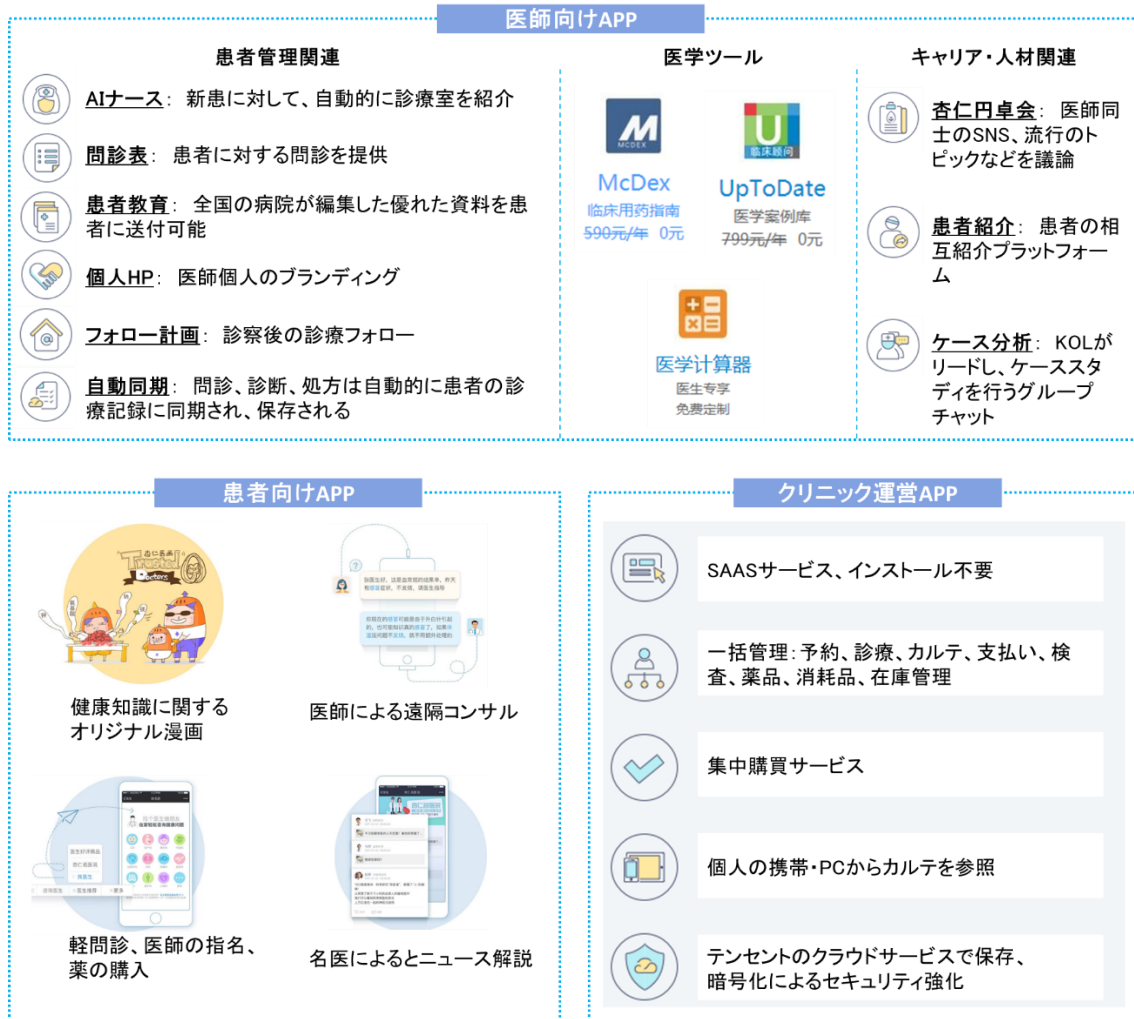 医師向けAPP
患者管理関連
AIナース： 新患に対して、自動的に診療室を紹介
問診表： 患者に対する問診を提供
患者教育： 全国の病院が編集した優れた資料を患
者に送付可能
個人HP： 医師個人のブランディング
フォロー計画： 診察後の診療フォロー
自動同期： 問診、診断、処方は自動的に患者の診
療記録に同期され、保存される
医学ツール
MCDEX
McDex
临床用药指南
590元/年 0元
U
临床顾问
UpToDate
医学案例库
799元/年 0元
医学计算器
医生专享
免费定制
キャリア・人材関連
杏仁円卓会： 医師同
士のSNS、流行のト
ピックなどを議論
患者紹介： 患者の相
互紹介プラットフォー
ム
ケース分析： KOLが
リードし、ケーススタ
ディを行うグループ
チャット
患者向けAPP
杏仁医生
Trusted
Doctors
健康知識に関する
オリジナル漫画
医師による遠隔コンサル
軽問診、医師の指名、
薬の購入
名医によるとニュース解説
クリニック運営APP
SAASサービス、インストール不要
一括管理：予約、診療、カルテ、支払い、検
査、薬品、消耗品、在庫管理
集中購買サービス
個人の携帯・PCからカルテを参照
テンセントのクラウドサービスで保存、
暗号化によるセキュリティ強化